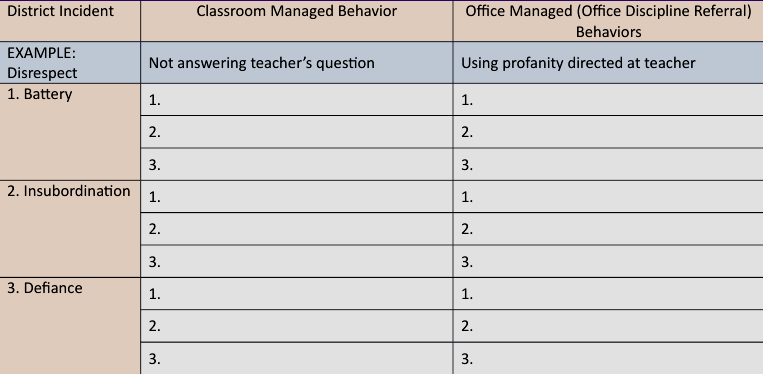 District Incident
Classroom Managed Behavior
Office Managed (Office Discipline Referral)
Behaviors
EXAMPLE:
Disrespect
Not answering teacher's question
Using profanity directed at teacher
1. Battery
1.
1.
2.
2.
3.
3.
2. Insubordination
1.
1.
2.
2.
3.
3.
3. Defiance
1.
1.
2.
2.
3.
3.